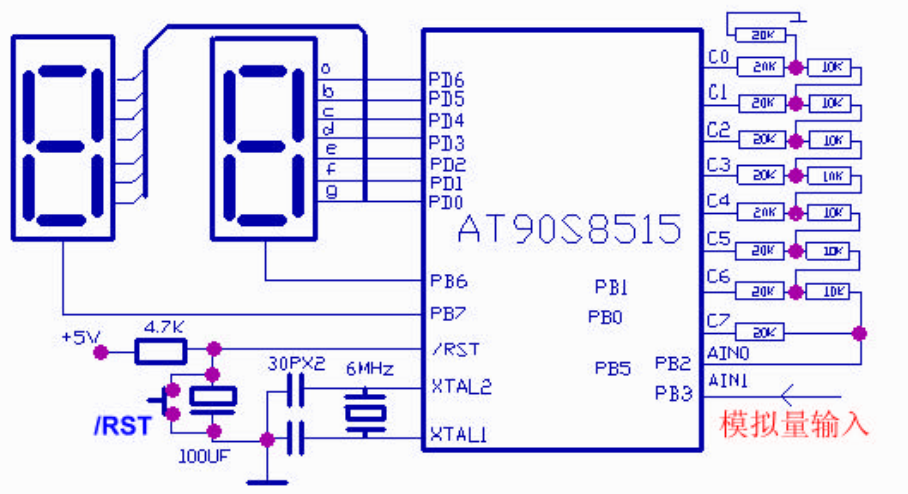 20K
C0 20K 10K
a PD6
C1 20K 10K
b PD5
c PD4
C2 20K 10K
d PD3
e PD2
C3 20K 10K
f PD1
g PD0
C4 20K 10K
AT90S8515
C5 20K 10K
PB6 PB1
C6 20K 10K
PB7 PB0
C7 20K
+5V 4.7K
/RST
AIN0
30PX2 6MHz
PB5 PB2
XTAL2
AIN1
PB3
/RST
XTAL1
模拟量输入
100UF